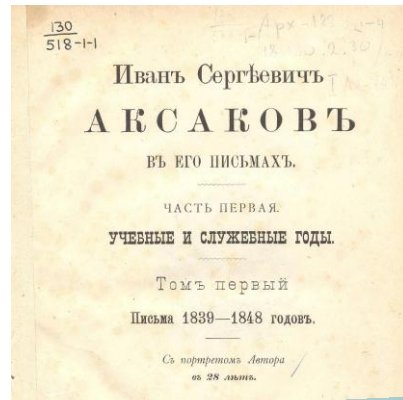 130
518-1-1
Иванъ Сергѣевичъ
АКСАКОВЪ
ВЪ ЕГО ПИСЬМАХЪ.
ЧАСТЬ ПЕРВАЯ.
УЧЕБНЫЕ И СЛУЖЕБНЫЕ ГОДЫ.
Томъ первый
Письма 1839—1848 годовъ.
Съ портретомъ Автора
въ 28 лѣтъ.